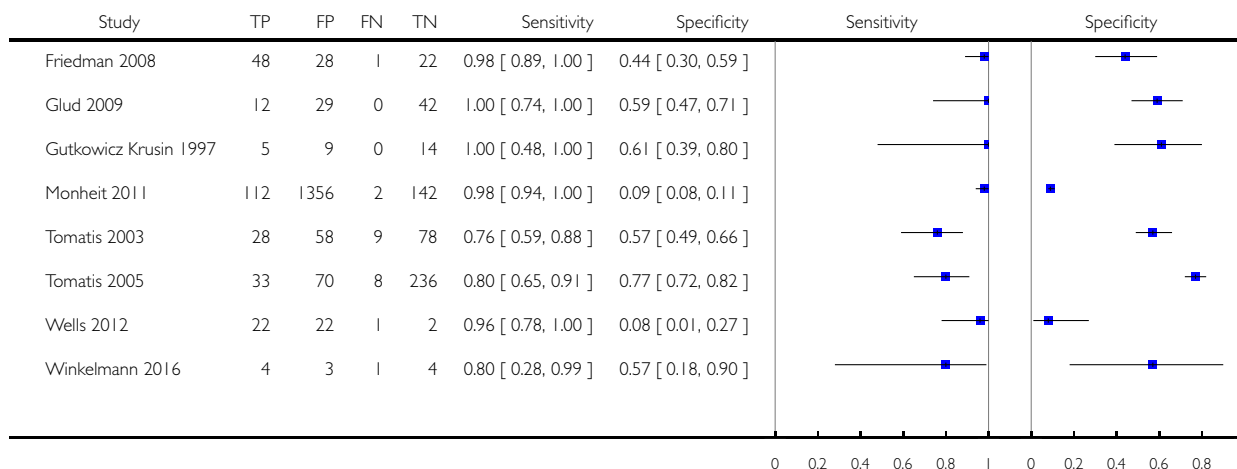 Study TP FP FN TN Sensitivity Specificity Sensitivity Specificity
Friedman 2008 48 28 1 22 0.98 [ 0.89, 1.00 ] 0.44 [ 0.30, 0.59 ]
Glud 2009 12 29 0 42 1.00 [ 0.74, 1.00 ] 0.59 [ 0.47, 0.71 ]
Gutkowicz Krusin 1997 5 9 0 14 1.00 [ 0.48, 1.00 ] 0.61 [ 0.39, 0.80 ]
Monheit 2011 112 1356 2 142 0.98 [ 0.94, 1.00 ] 0.09 [ 0.08, 0.11 ]
Tomatis 2003 28 58 9 78 0.76 [ 0.59, 0.88 ] 0.57 [ 0.49, 0.66 ]
Tomatis 2005 33 70 8 236 0.80 [ 0.65, 0.91 ] 0.77 [ 0.72, 0.82 ]
Wells 2012 22 22 1 2 0.96 [ 0.78, 1.00 ] 0.08 [ 0.01, 0.27 ]
Winkelmann 2016 4 3 1 4 0.80 [ 0.28, 0.99 ] 0.57 [ 0.18, 0.90 ]
0 0.2 0.4 0.6 0.8 1 0 0.2 0.4 0.6 0.8